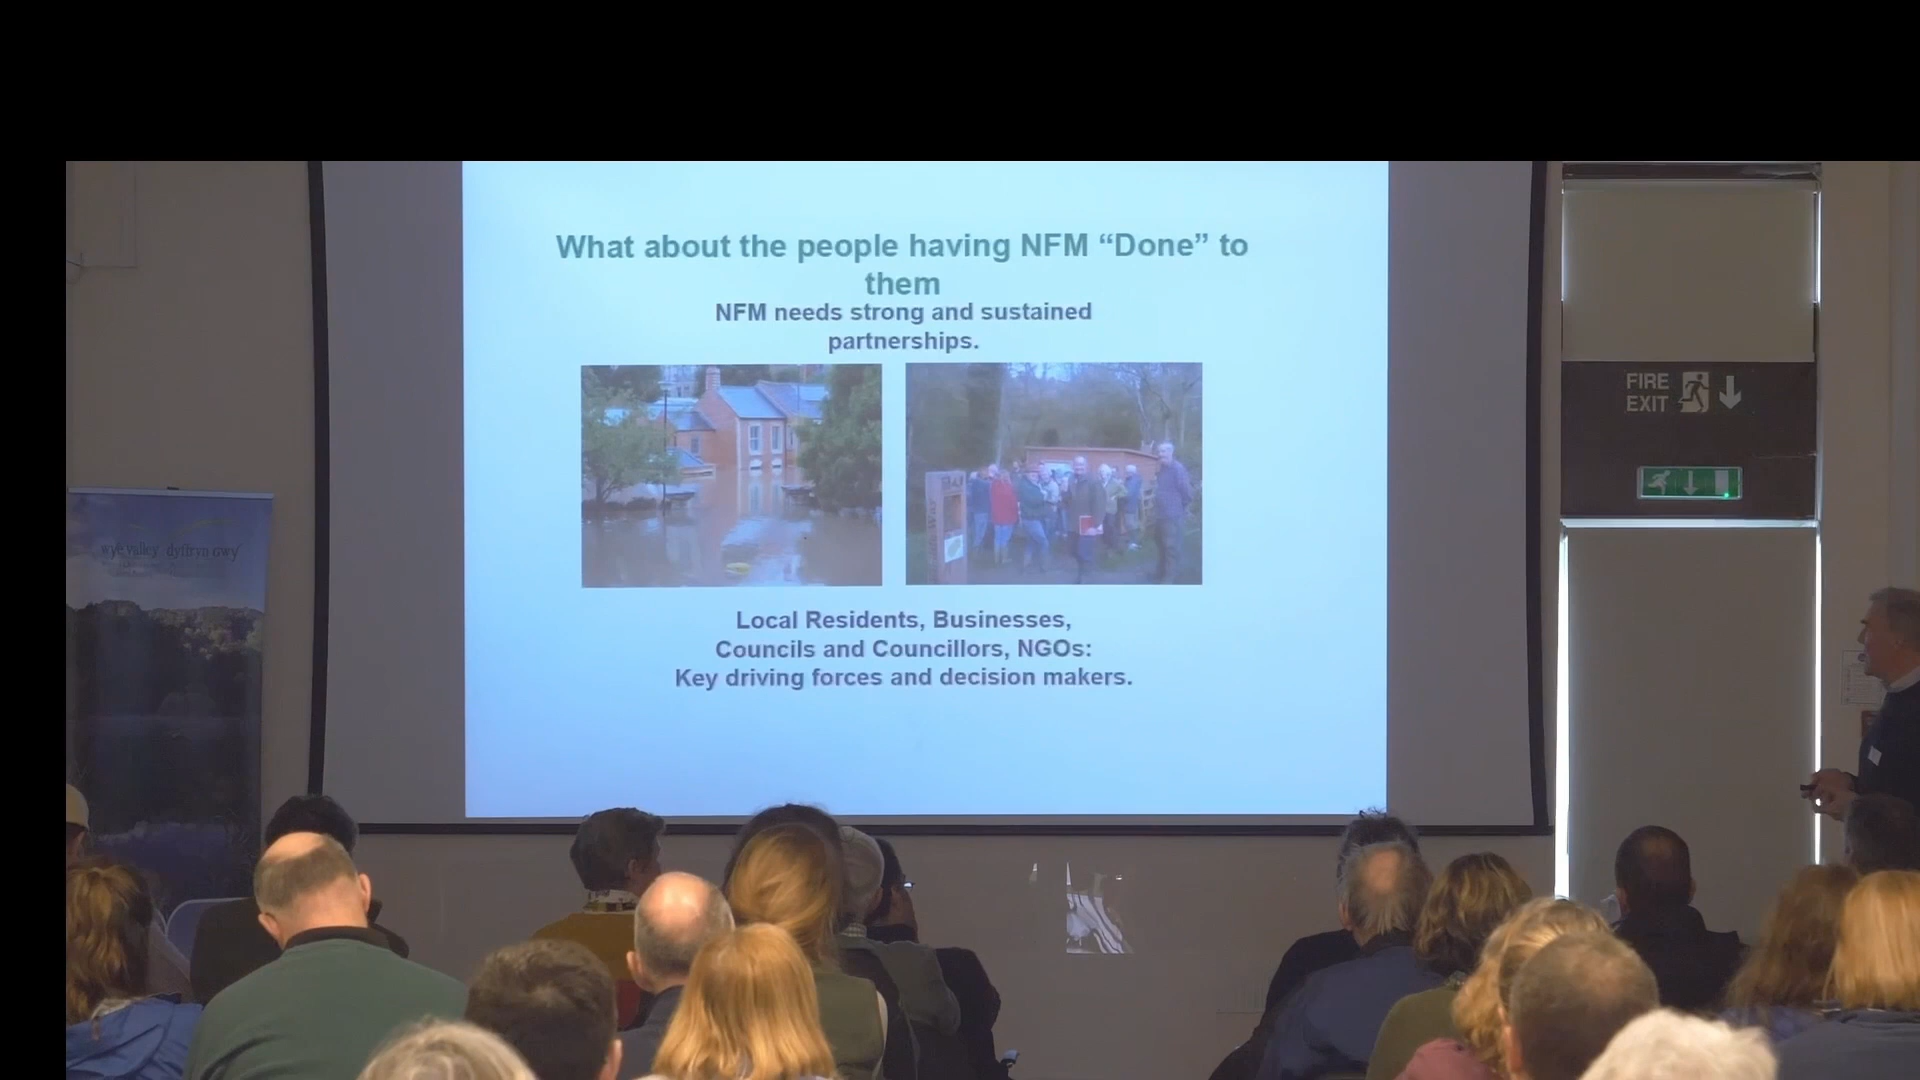 What about the people having NFM “Done” to
them
NFM needs strong and sustained
partnerships.
Local Residents, Businesses,
Councils and Councillors, NGOs:
Key driving forces and decision makers.
FIRE
EXIT
wye valley dyffryn gwy